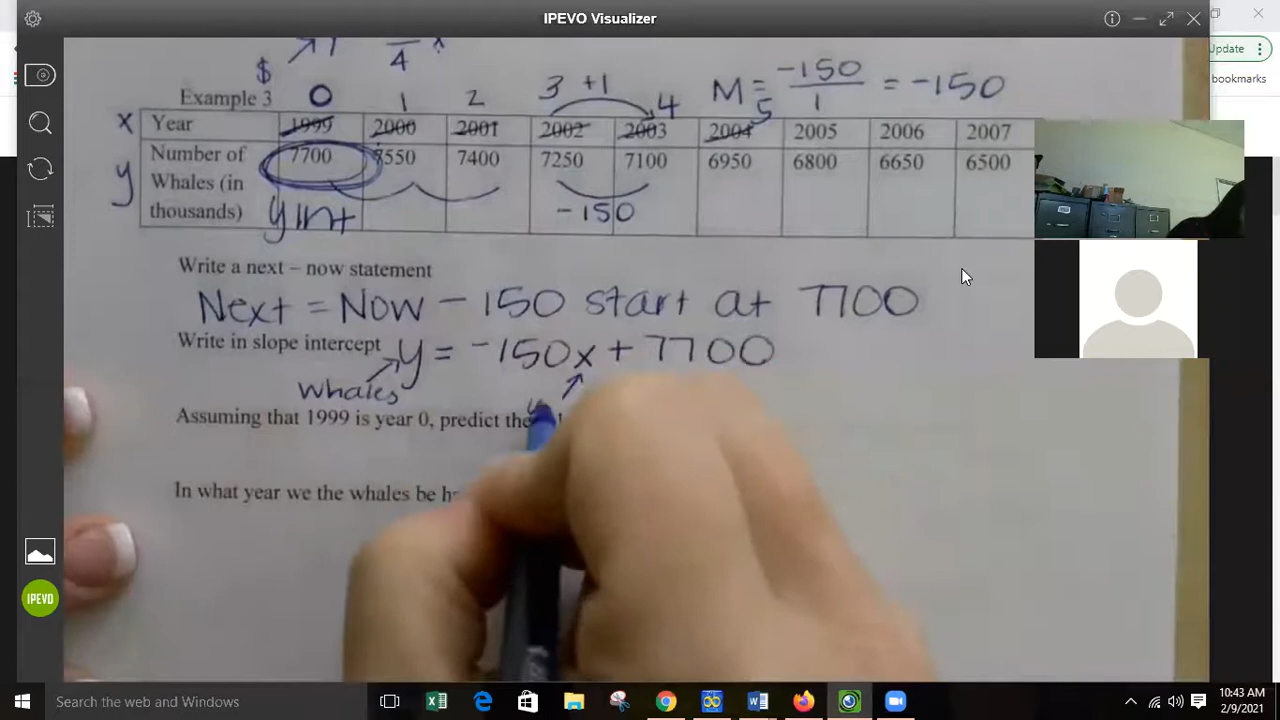 IPEVO Visualizer
Update
$ 1/4 x
Example 3 0 1 2 3 +1 4 M = -150/1 = -150
5
x Year 1999 2000 2001 2002 2003 2004 2005 2006 2007
y Number of Whales (in thousands) 7700 7550 7400 7250 7100 6950 6800 6650 6500
y int -150
Write a next – now statement
Next = Now - 150 start at 7700
Write in slope intercept y = -150x + 7700
Whales
Assuming that 1999 is year 0, predict the
In what year we the whales be
bookmarks
IPEVO
Search the web and Windows
10:43 AM
2/9/2021